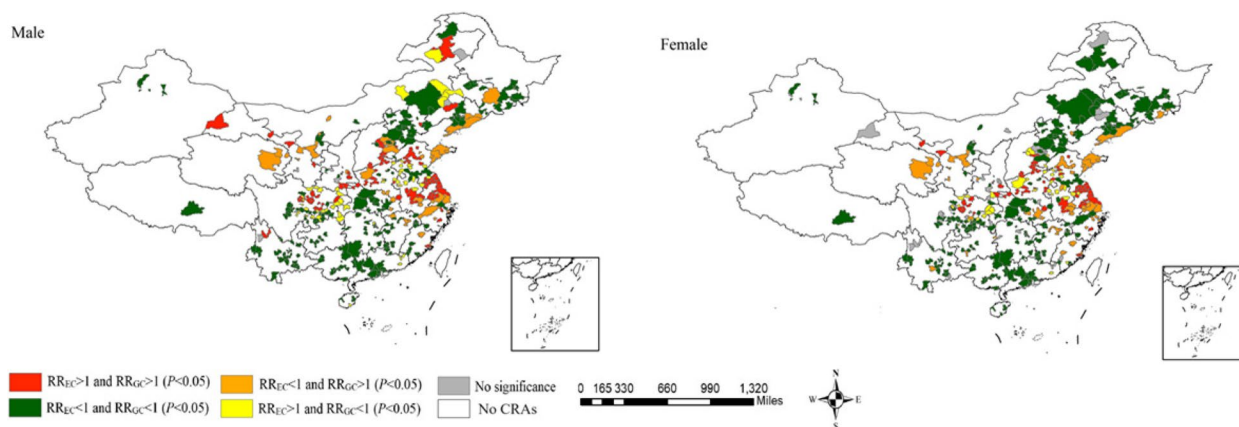 Male
Female
RR_EC>1 and RR_GC>1 (P<0.05)
RR_EC<1 and RR_GC>1 (P<0.05)
No significance
0 165 330 660 990 1,320
Miles
N
W E
S
RR_EC<1 and RR_GC<1 (P<0.05)
RR_EC>1 and RR_GC<1 (P<0.05)
No CRAs